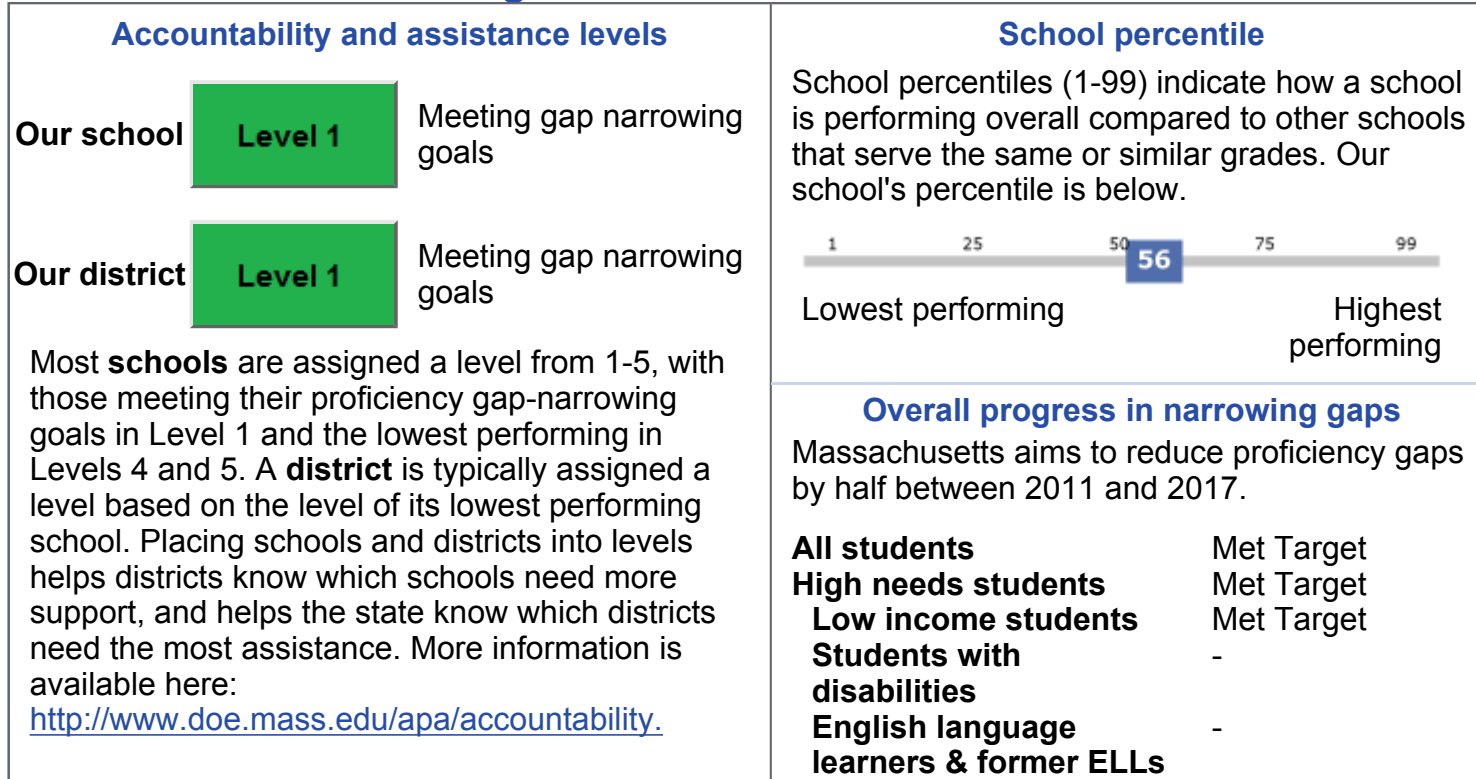 Accountability and assistance levels
Our school
Level 1
Meeting gap narrowing
goals
Our district
Level 1
Meeting gap narrowing
goals
Most schools are assigned a level from 1-5, with
those meeting their proficiency gap-narrowing
goals in Level 1 and the lowest performing in
Levels 4 and 5. A district is typically assigned a
level based on the level of its lowest performing
school. Placing schools and districts into levels
helps districts know which schools need more
support, and helps the state know which districts
need the most assistance. More information is
available here:
http://www.doe.mass.edu/apa/accountability.
School percentile
School percentiles (1-99) indicate how a school
is performing overall compared to other schools
that serve the same or similar grades. Our
school's percentile is below.
1 25 50 75 99
56
Lowest performing Highest
performing
Overall progress in narrowing gaps
Massachusetts aims to reduce proficiency gaps
by half between 2011 and 2017.
All students Met Target
High needs students Met Target
Low income students Met Target
Students with -
disabilities
English language -
learners & former ELLs